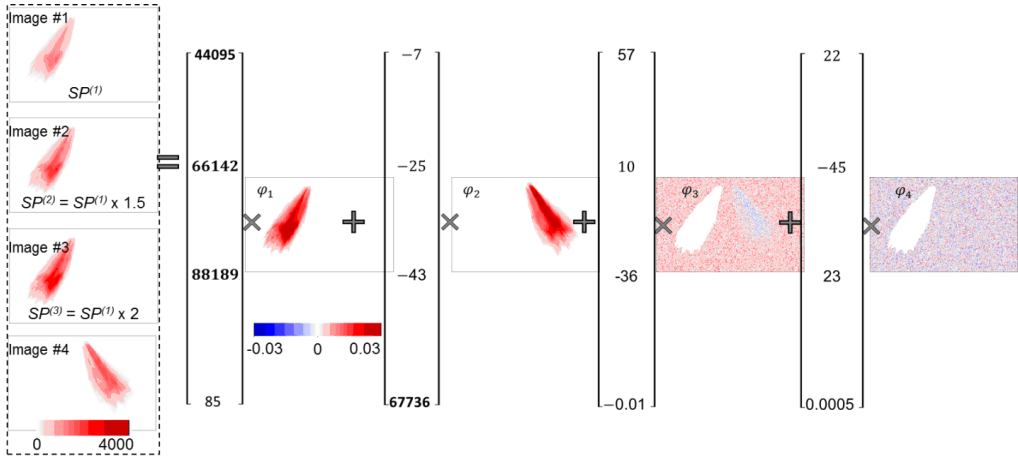 Image #1
SP(1)
Image #2
SP(2) = SP(1) x 1.5
Image #3
SP(3) = SP(1) x 2
Image #4
0 4000
=
44095
66142
88189
85
×
φ1
+
-0.03 0 0.03
−7
−25
−43
67736
×
φ2
+
57
10
-36
−0.01
×
φ3
+
22
−45
23
0.0005
×
φ4